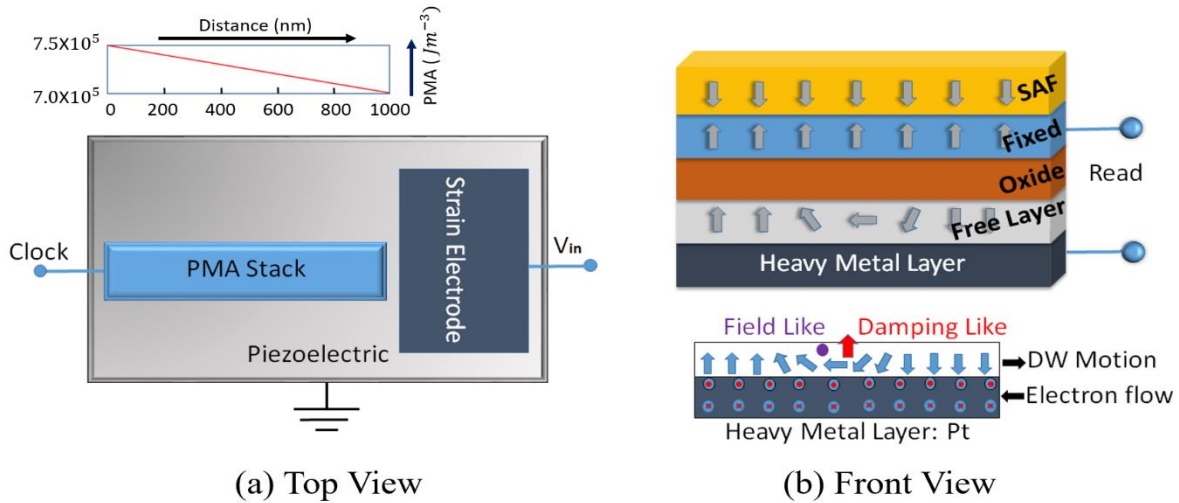 Distance (nm)
7.5X10⁵
7.0X10⁵
0 200 400 600 800 1000
PMA ( Jm⁻³)
Clock
PMA Stack
Strain Electrode
Vin
Piezoelectric
(a) Top View
SAF
Fixed
Oxide
Free Layer
Heavy Metal Layer
Read
Field Like Damping Like
DW Motion
Electron flow
Heavy Metal Layer: Pt
(b) Front View